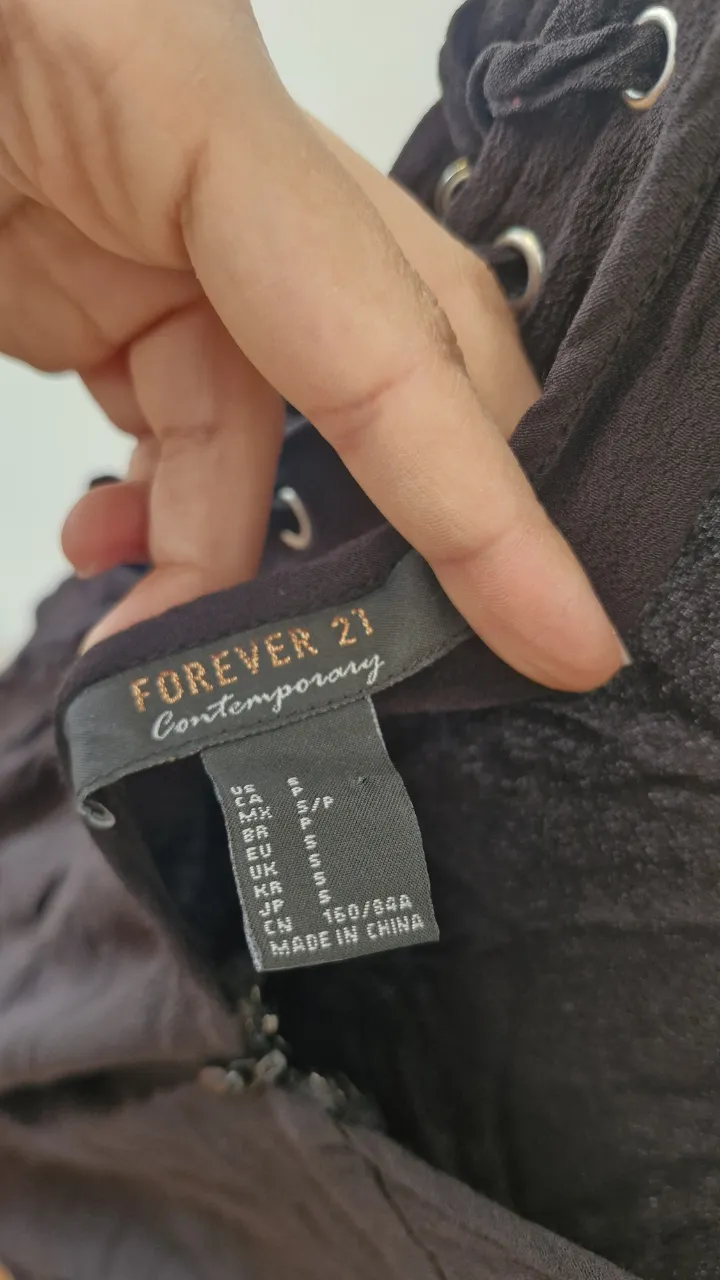 FOREVER 21
Contemporary
US S
CA P
MX S/P
BR P
EU S
UK S
KR S
JP S
CN 160/84A
MADE IN CHINA